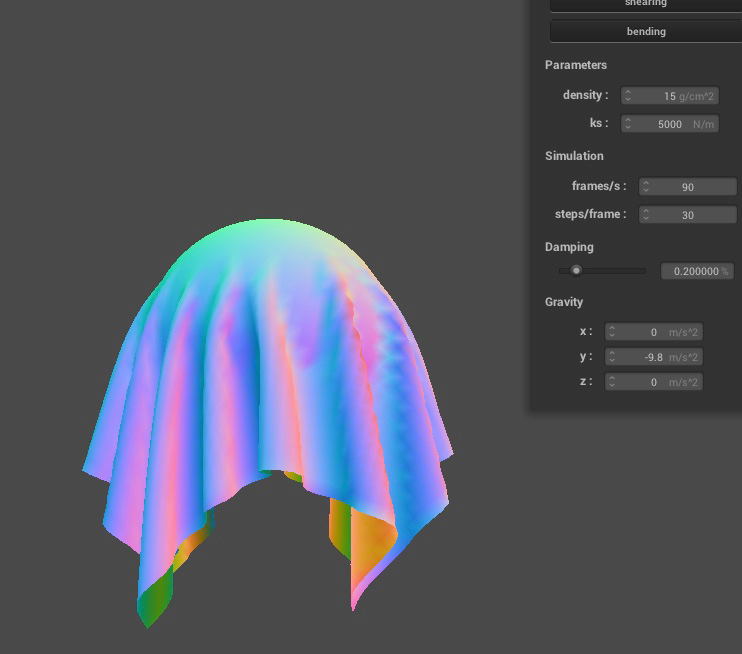 shearing
bending
Parameters
density : 15 g/cm^2
ks : 5000 N/m
Simulation
frames/s : 90
steps/frame : 30
Damping
0.200000 %
Gravity
x : 0 m/s^2
y : -9.8 m/s^2
z : 0 m/s^2